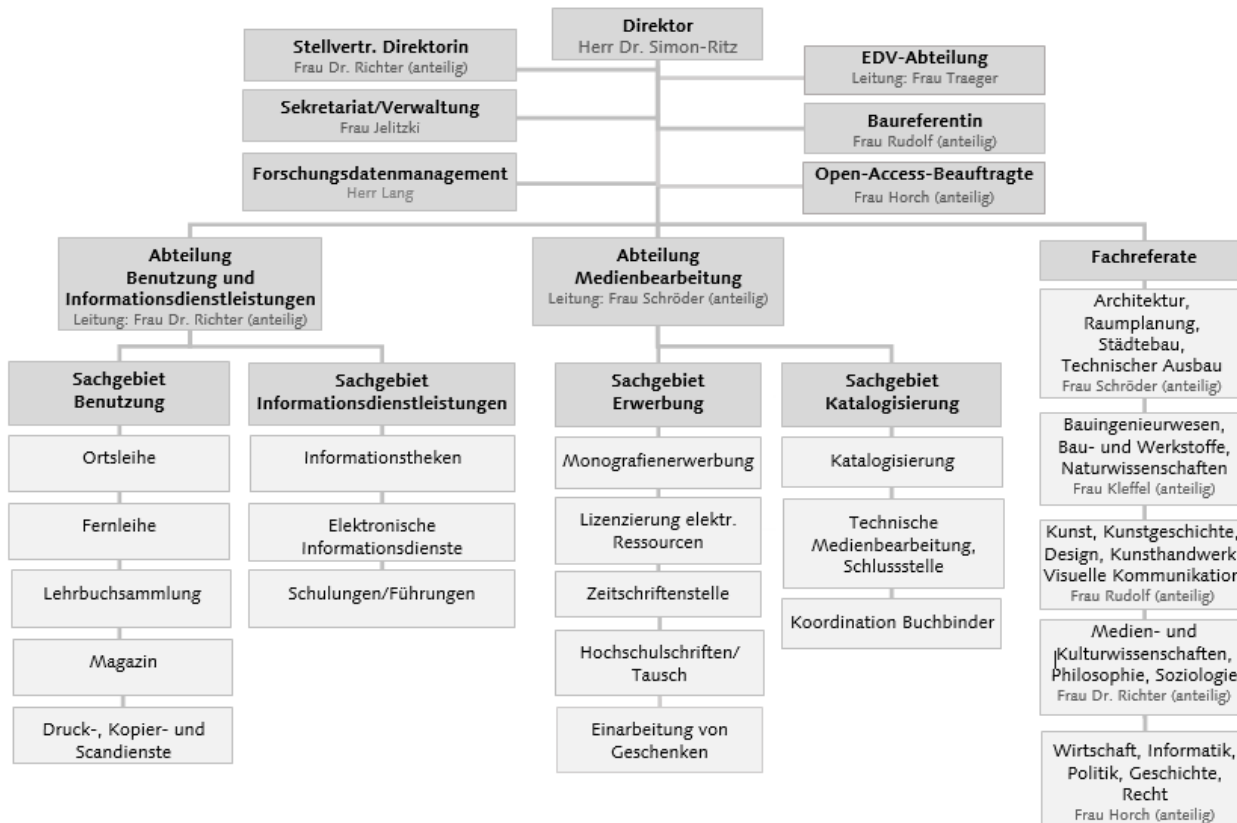 Direktor
Herr Dr. Simon-Ritz
Stellvertr. Direktorin
Frau Dr. Richter (anteilig)
EDV-Abteilung
Leitung: Frau Traeger
Sekretariat/Verwaltung
Frau Jelitzki
Baureferentin
Frau Rudolf (anteilig)
Forschungsdatenmanagement
Herr Lang
Open-Access-Beauftragte
Frau Horch (anteilig)
Abteilung
Benutzung und
Informationsdienstleistungen
Leitung: Frau Dr. Richter (anteilig)
Sachgebiet
Benutzung
Ortsleihe
Fernleihe
Lehrbuchsammlung
Magazin
Druck-, Kopier- und
Scandienste
Sachgebiet
Informationsdienstleistungen
Informationstheken
Elektronische
Informationsdienste
Schulungen/Führungen
Abteilung
Medienbearbeitung
Leitung: Frau Schröder (anteilig)
Sachgebiet
Erwerbung
Monografienerwerbung
Lizenzierung elektr.
Ressourcen
Zeitschriftenstelle
Hochschulschriften/
Tausch
Einarbeitung von
Geschenken
Sachgebiet
Katalogisierung
Katalogisierung
Technische
Medienbearbeitung,
Schlussstelle
Koordination Buchbinder
Fachreferate
Architektur,
Raumplanung,
Städtebau,
Technischer Ausbau
Frau Schröder (anteilig)
Bauingenieurwesen,
Bau- und Werkstoffe,
Naturwissenschaften
Frau Kleffel (anteilig)
Kunst, Kunstgeschichte,
Design, Kunsthandwerk
Visuelle Kommunikation
Frau Rudolf (anteilig)
Medien- und
Kulturwissenschaften,
Philosophie, Soziologie
Frau Dr. Richter (anteilig)
Wirtschaft, Informatik,
Politik, Geschichte,
Recht
Frau Horch (anteilig)